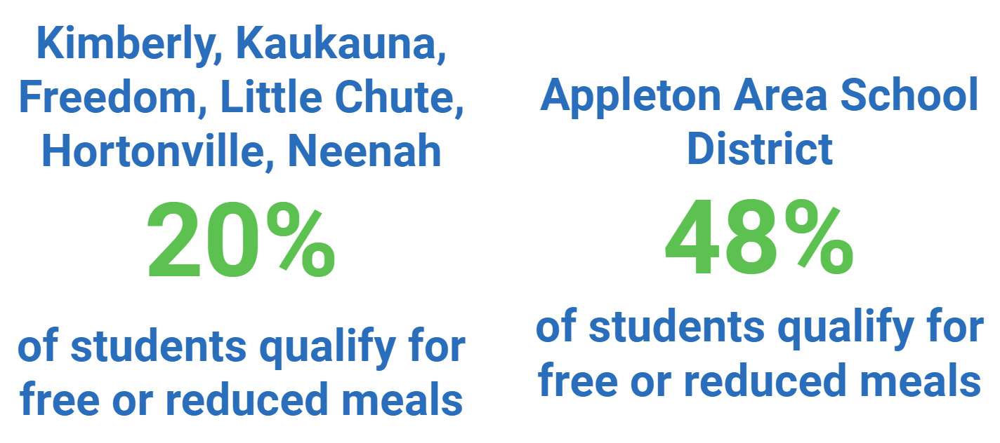 Kimberly, Kaukauna,
Freedom, Little Chute,
Hortonville, Neenah
20%
of students qualify for
free or reduced meals
Appleton Area School
District
48%
of students qualify for
free or reduced meals